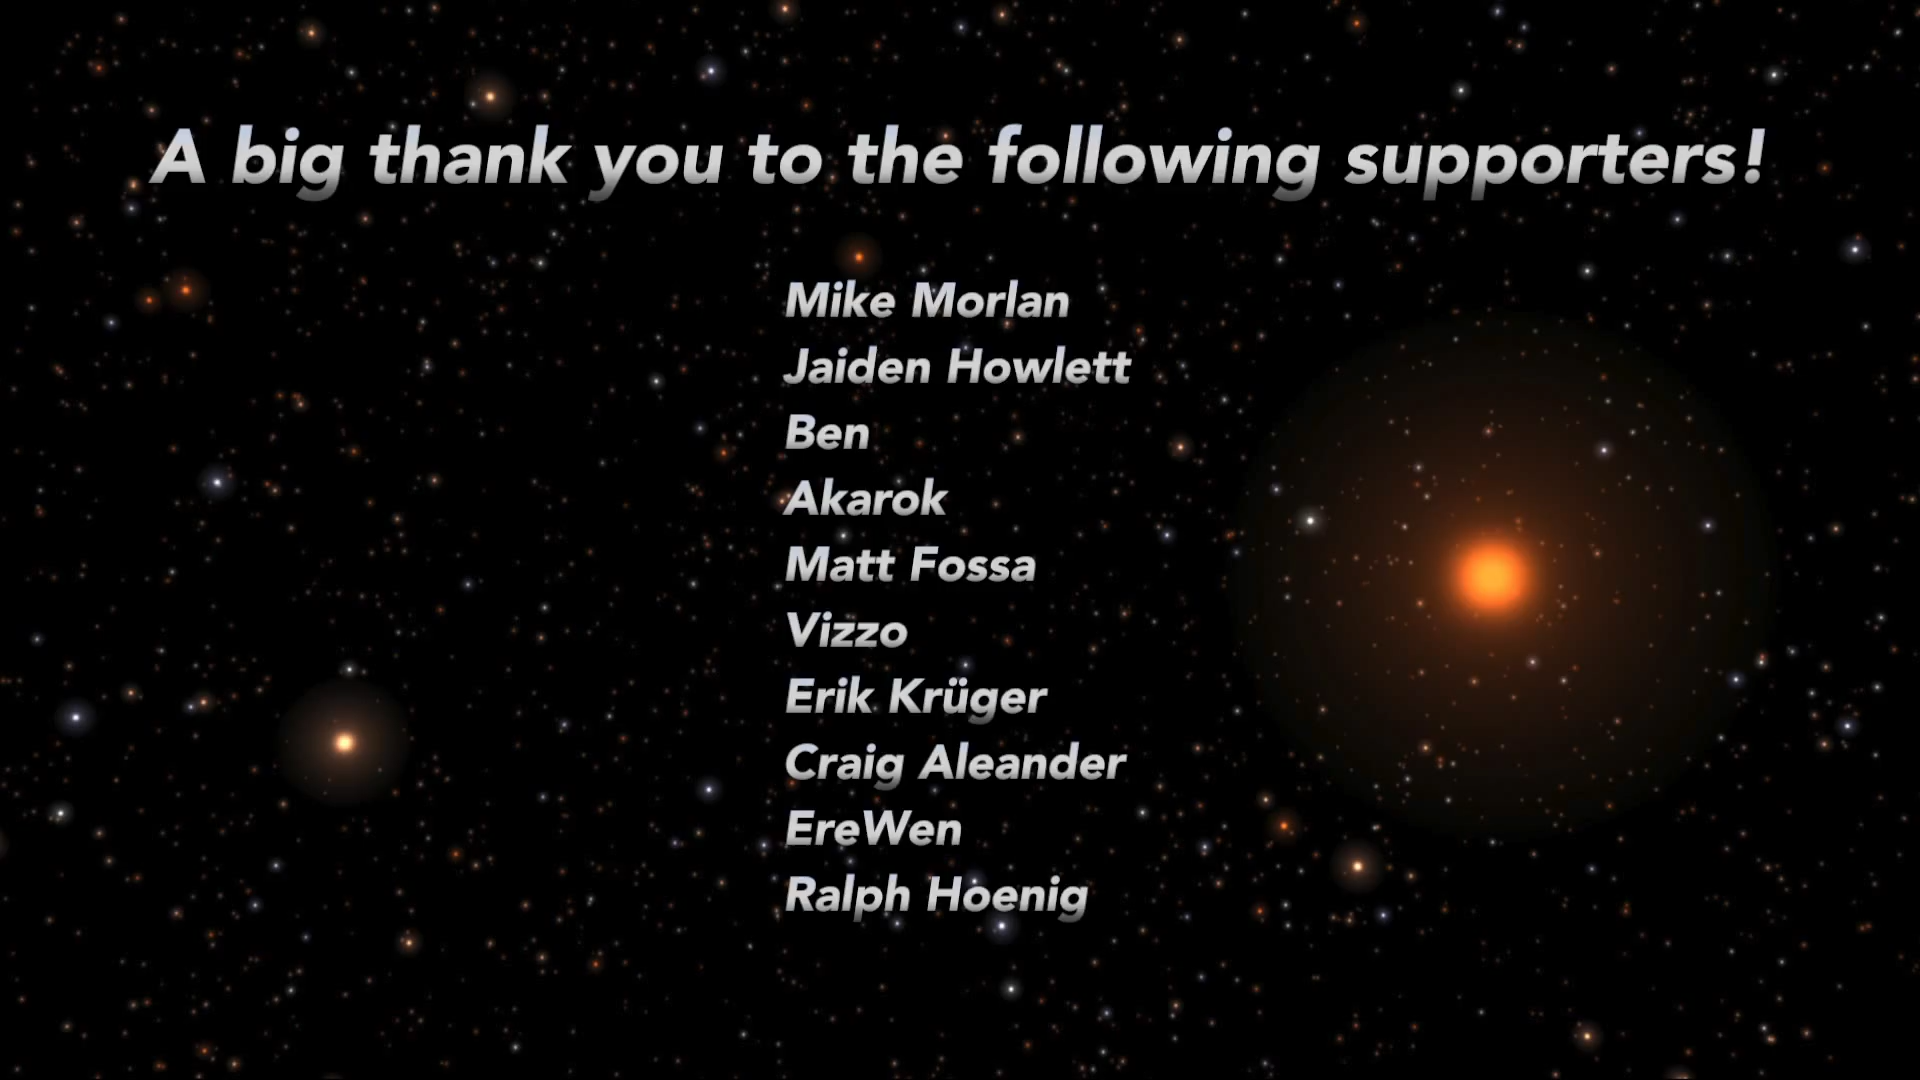 A big thank you to the following supporters!
Mike Morlan
Jaiden Howlett
Ben
Akarok
Matt Fossa
Vizzo
Erik Krüger
Craig Aleander
EreWen
Ralph Hoenig